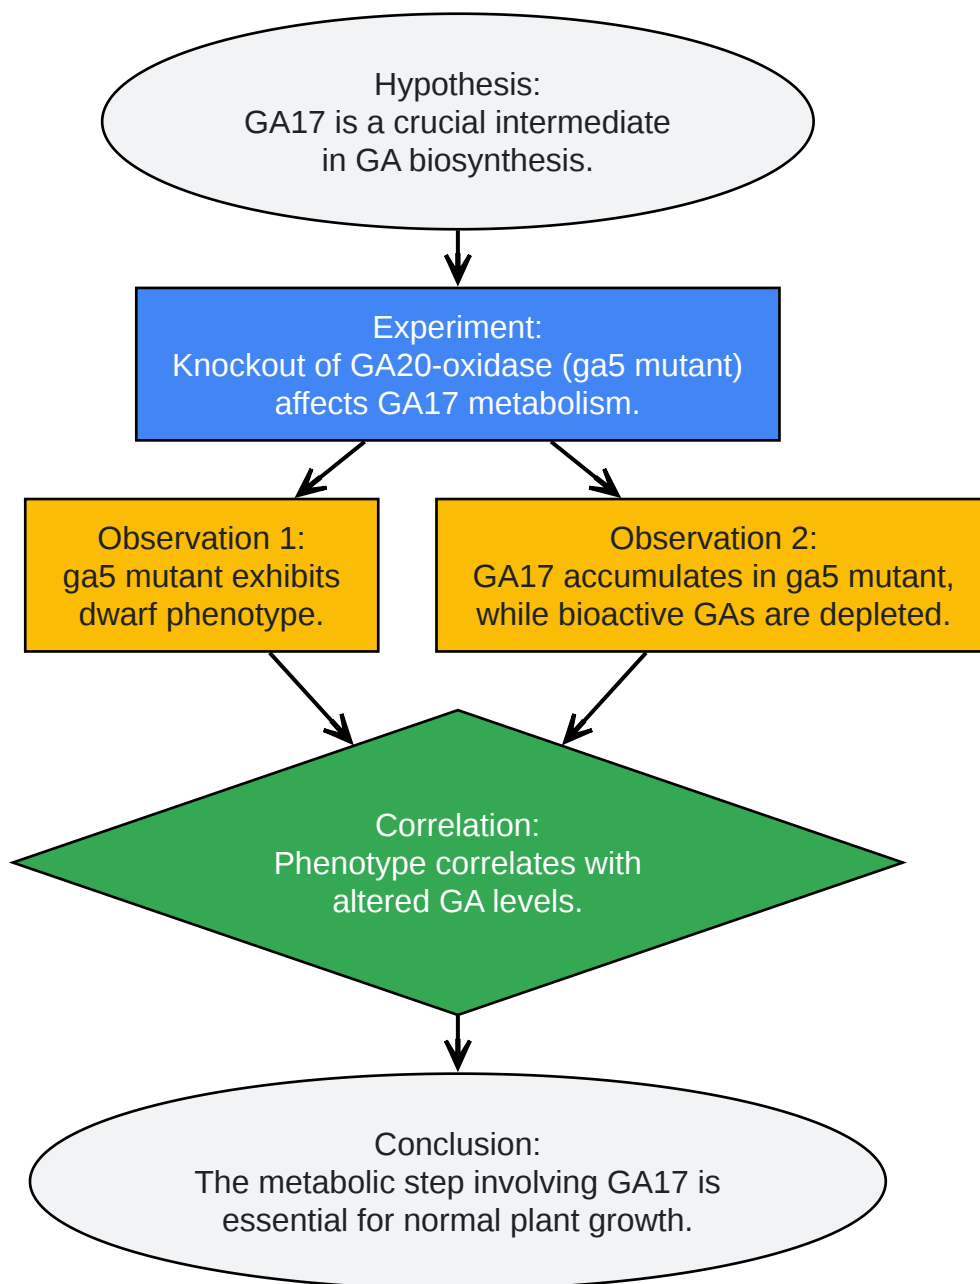 Hypothesis:
GA17 is a crucial intermediate
in GA biosynthesis.
Experiment:
Knockout of GA20-oxidase (ga5 mutant)
affects GA17 metabolism.
Observation 1:
ga5 mutant exhibits
dwarf phenotype.
Observation 2:
GA17 accumulates in ga5 mutant,
while bioactive GAs are depleted.
Correlation:
Phenotype correlates with
altered GA levels.
Conclusion:
The metabolic step involving GA17 is
essential for normal plant growth.